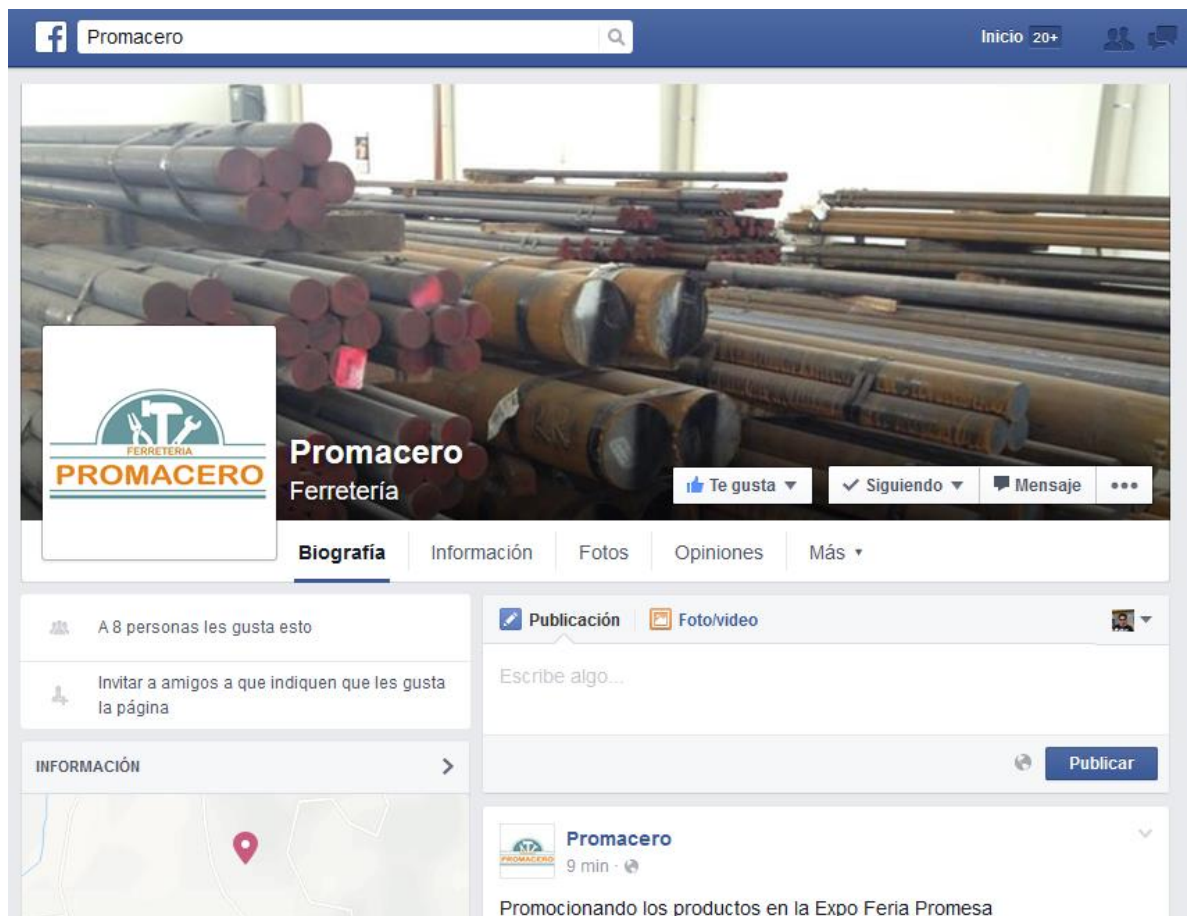 Promacero
Inicio 20+
FERRETERIA
PROMACERO
Promacero
Ferretería
Te gusta
Siguiendo
Mensaje
Biografía
Información
Fotos
Opiniones
Más
A 8 personas les gusta esto
Invitar a amigos a que indiquen que les gusta
la página
INFORMACIÓN
Publicación
Foto/video
Escribe algo...
Publicar
PROMACERO
Promacero
9 min ·
Promocionando los productos en la Expo Feria Promesa